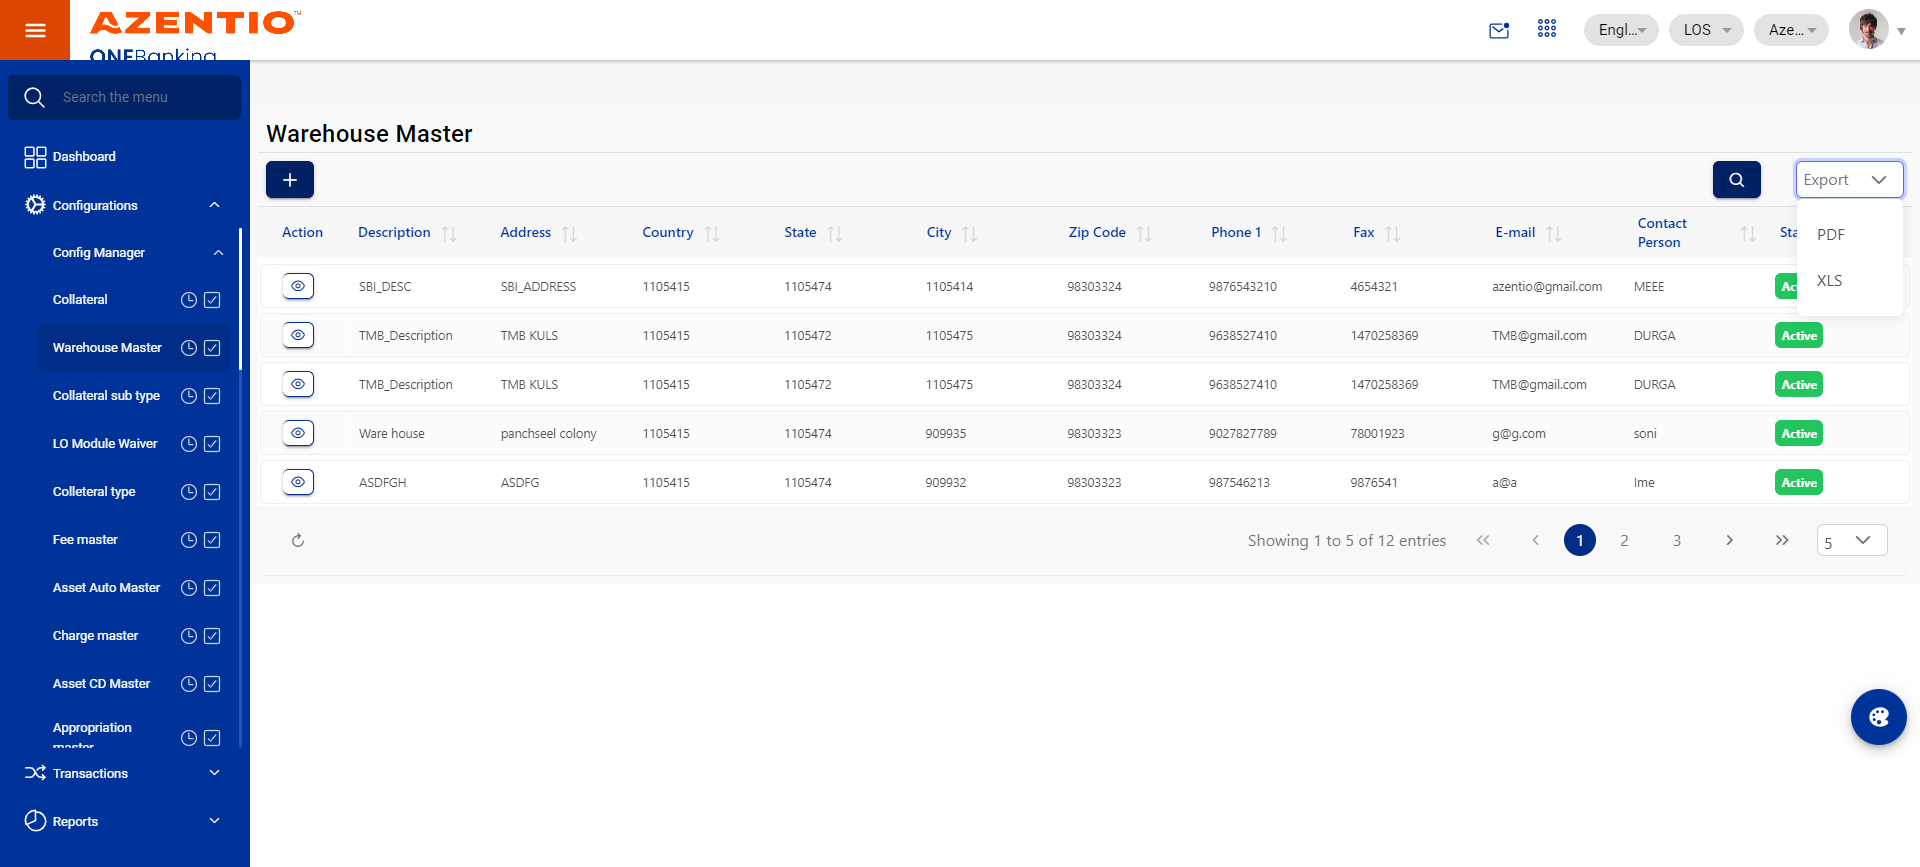 AZENTIO™
ONEBanking
Engl...
LOS
Aze...
Search the menu
Dashboard
Configurations
Config Manager
Collateral
Warehouse Master
Collateral sub type
LO Module Waiver
Colleteral type
Fee master
Asset Auto Master
Charge master
Asset CD Master
Appropriation
master
Transactions
Reports
Warehouse Master
+
Export
PDF
XLS
Action Description Address Country State City Zip Code Phone 1 Fax E-mail Contact Person Sta
SBI_DESC SBI_ADDRESS 1105415 1105474 1105414 98303324 9876543210 4654321 azentio@gmail.com MEEE Ac
TMB_Description TMB KULS 1105415 1105472 1105475 98303324 9638527410 1470258369 TMB@gmail.com DURGA Active
TMB_Description TMB KULS 1105415 1105472 1105475 98303324 9638527410 1470258369 TMB@gmail.com DURGA Active
Ware house panchseel colony 1105415 1105474 909935 98303323 9027827789 78001923 g@g.com soni Active
ASDFGH ASDFG 1105415 1105474 909932 98303323 987546213 9876541 a@a Ime Active
Showing 1 to 5 of 12 entries << < 1 2 3 > >> 5